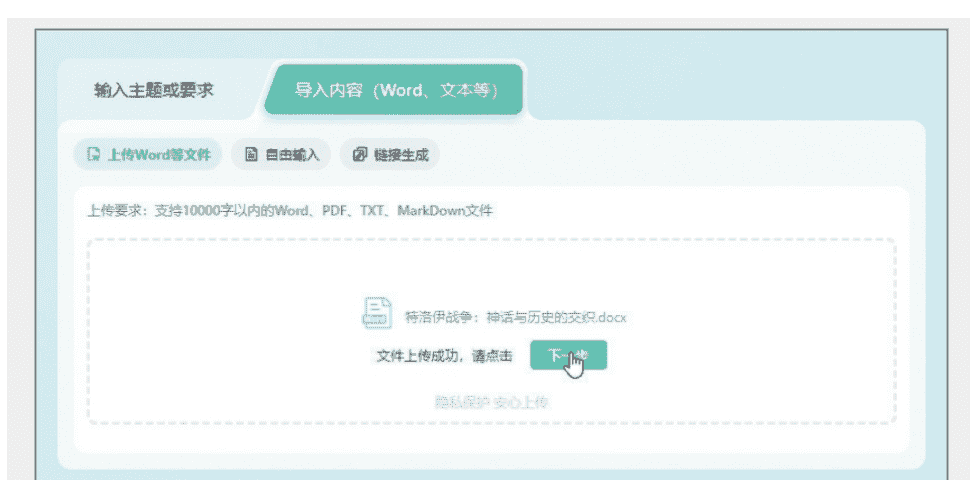 输入主题或要求
导入内容（Word、文本等）
上传Word等文件
自由输入
链接生成
上传要求：支持10000字以内的Word、PDF、TXT、MarkDown文件
特洛伊战争：神话与历史的交织.docx
文件上传成功，请点击
下一步
隐私保护 安心上传